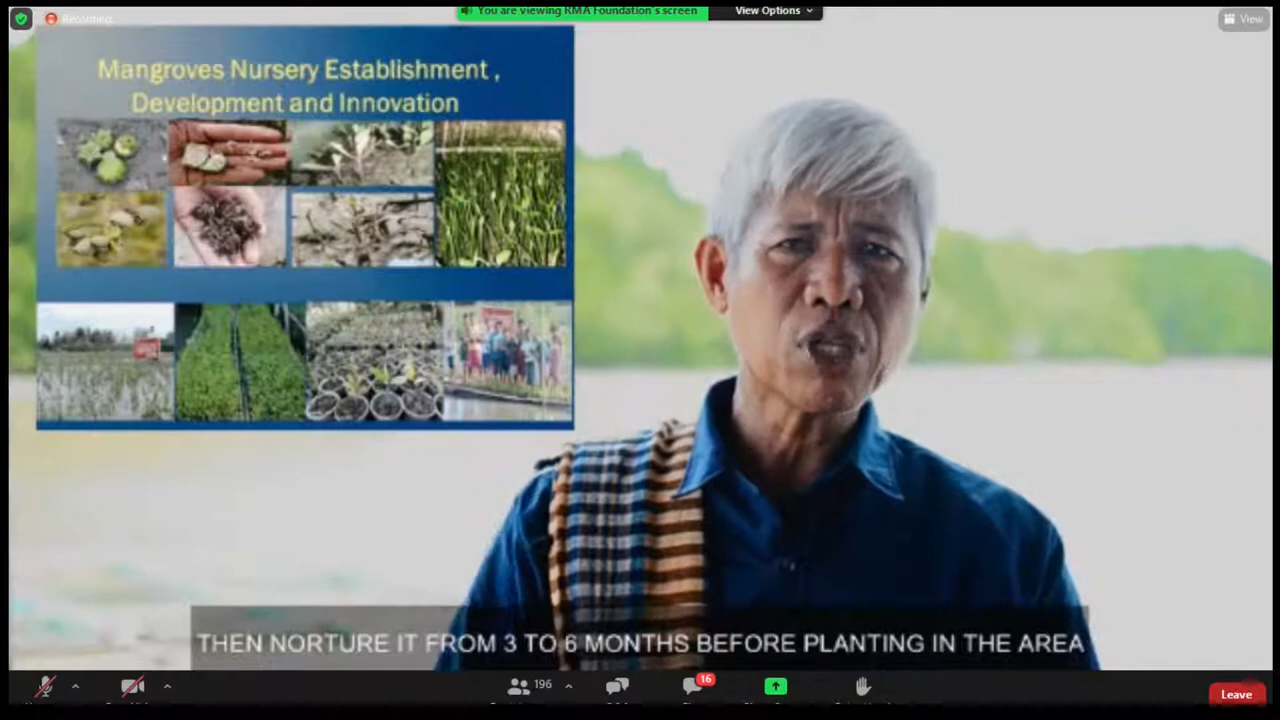 You are viewing RMA Foundation's screen
View Options
Recording
View
Mangroves Nursery Establishment ,
Development and Innovation
THEN NORTURE IT FROM 3 TO 6 MONTHS BEFORE PLANTING IN THE AREA
196
16
Leave